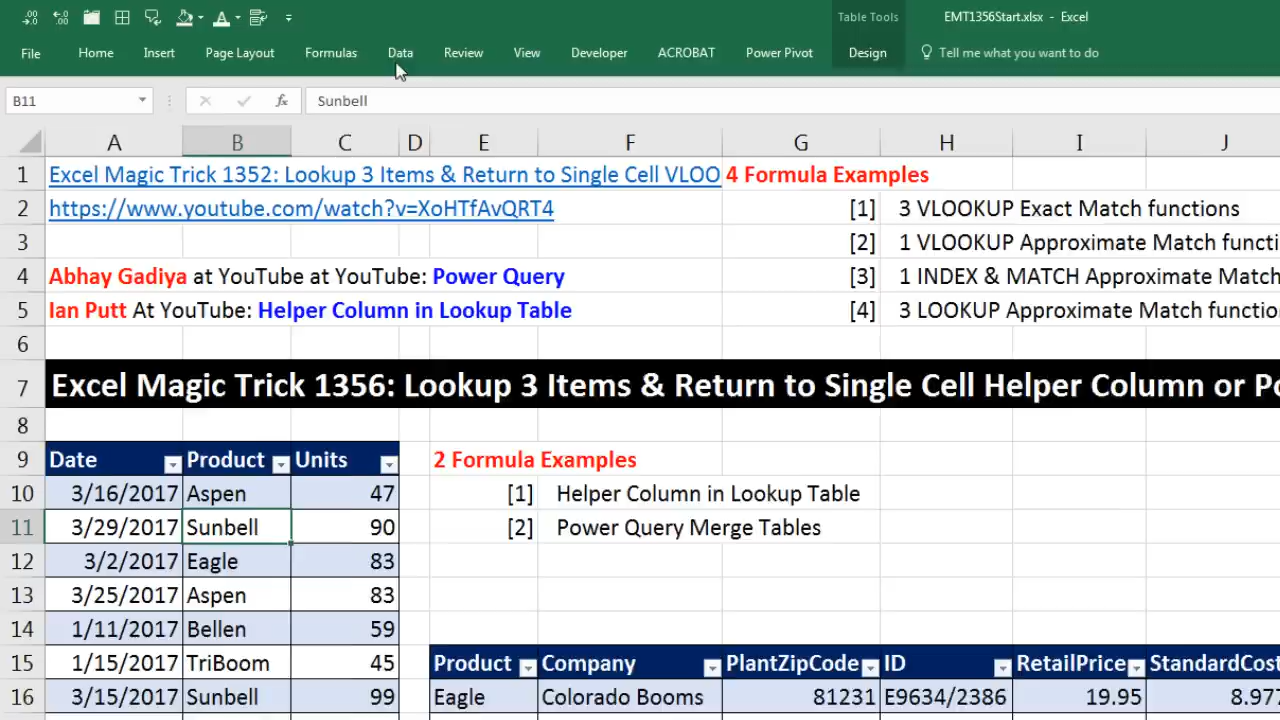 Table Tools EMT1356Start.xlsx - Excel
File Home Insert Page Layout Formulas Data Review View Developer ACROBAT Power Pivot Design Tell me what you want to do
B11 fx Sunbell
A B C D E F G H I J
1 Excel Magic Trick 1352: Lookup 3 Items & Return to Single Cell VLOO 4 Formula Examples
2 https://www.youtube.com/watch?v=XoHTfAvQRT4 [1] 3 VLOOKUP Exact Match functions
3 [2] 1 VLOOKUP Approximate Match functi
4 Abhay Gadiya at YouTube at YouTube: Power Query [3] 1 INDEX & MATCH Approximate Match
5 Ian Putt At YouTube: Helper Column in Lookup Table [4] 3 LOOKUP Approximate Match functio
6
7 Excel Magic Trick 1356: Lookup 3 Items & Return to Single Cell Helper Column or Po
8
9 Date Product Units 2 Formula Examples
10 3/16/2017 Aspen 47 [1] Helper Column in Lookup Table
11 3/29/2017 Sunbell 90 [2] Power Query Merge Tables
12 3/2/2017 Eagle 83
13 3/25/2017 Aspen 83
14 1/11/2017 Bellen 59
15 1/15/2017 TriBoom 45 Product Company PlantZipCode ID RetailPrice StandardCost
16 3/15/2017 Sunbell 99 Eagle Colorado Booms 81231 E9634/2386 19.95 8.977